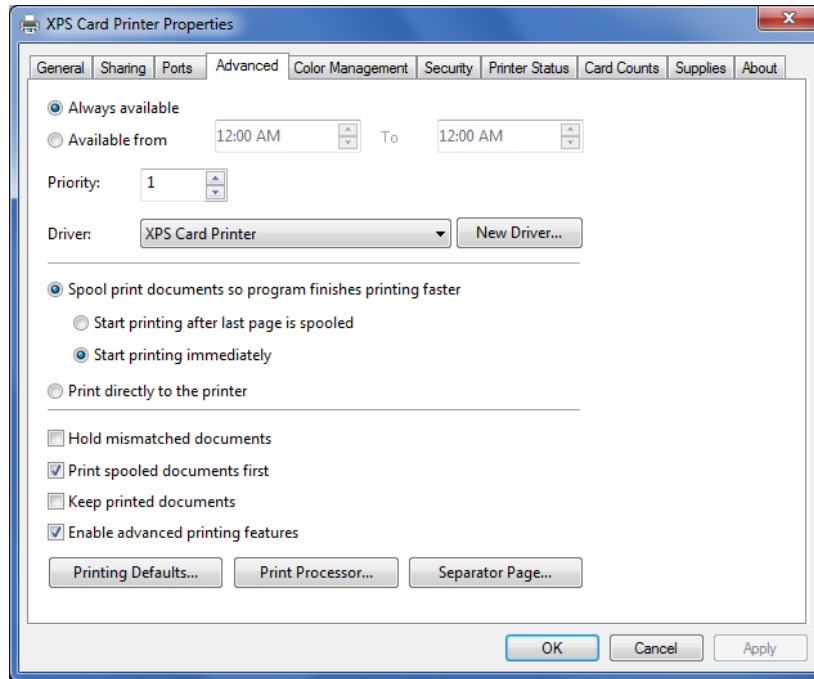 XPS Card Printer Properties
General Sharing Ports Advanced Color Management Security Printer Status Card Counts Supplies About
Always available
Available from 12:00 AM To 12:00 AM
Priority: 1
Driver: XPS Card Printer New Driver...
Spool print documents so program finishes printing faster
Start printing after last page is spooled
Start printing immediately
Print directly to the printer
Hold mismatched documents
Print spooled documents first
Keep printed documents
Enable advanced printing features
Printing Defaults... Print Processor... Separator Page...
OK Cancel Apply